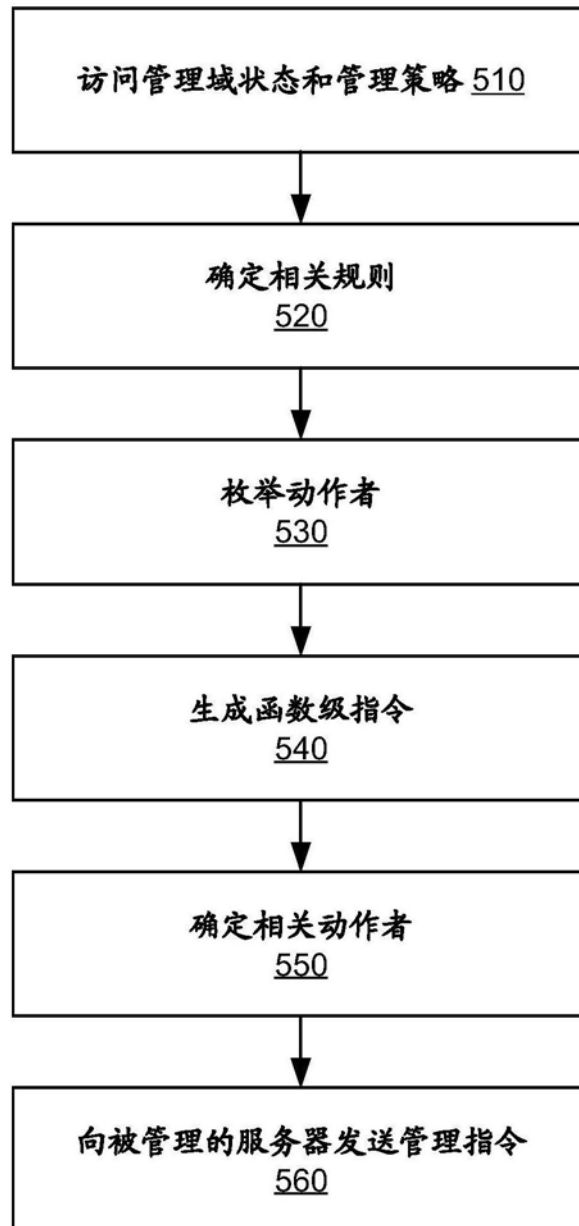 访问管理域状态和管理策略 510
确定相关规则
520
枚举动作者
530
生成函数级指令
540
确定相关动作者
550
向被管理的服务器发送管理指令
560